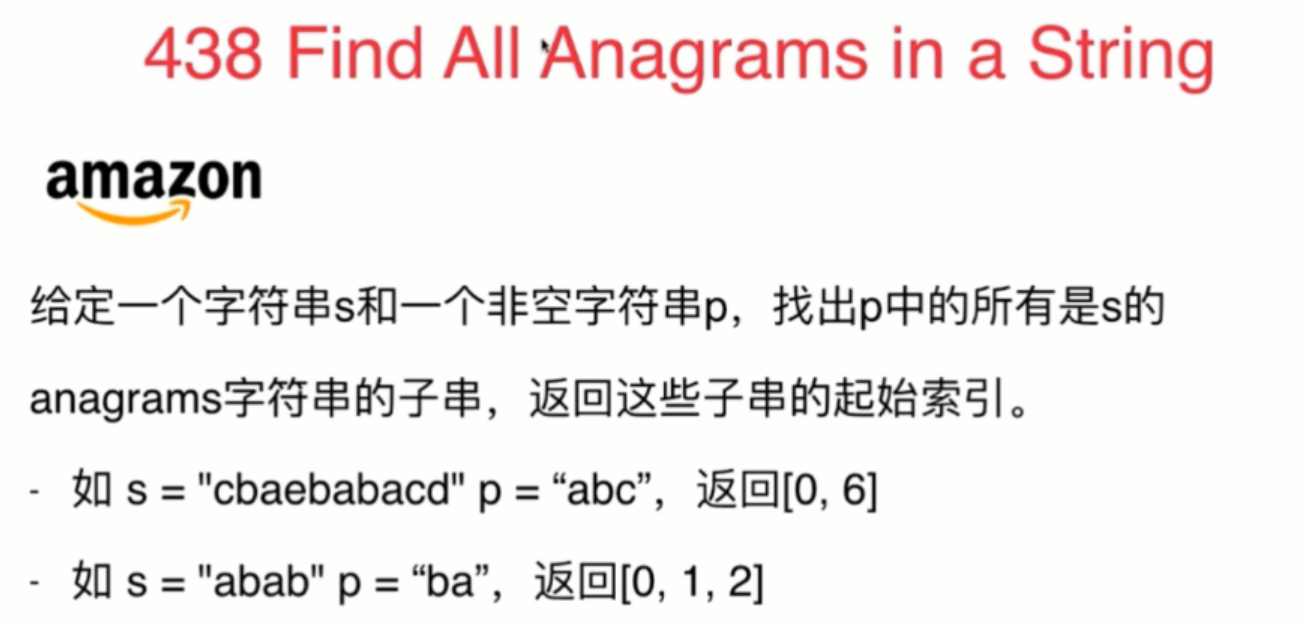 438 Find All Anagrams in a String
amazon
给定一个字符串s和一个非空字符串p，找出p中的所有是s的
anagrams字符串的子串，返回这些子串的起始索引。
- 如 s = "cbaebabacd" p = “abc”，返回[0, 6]
- 如 s = "abab" p = “ba”，返回[0, 1, 2]